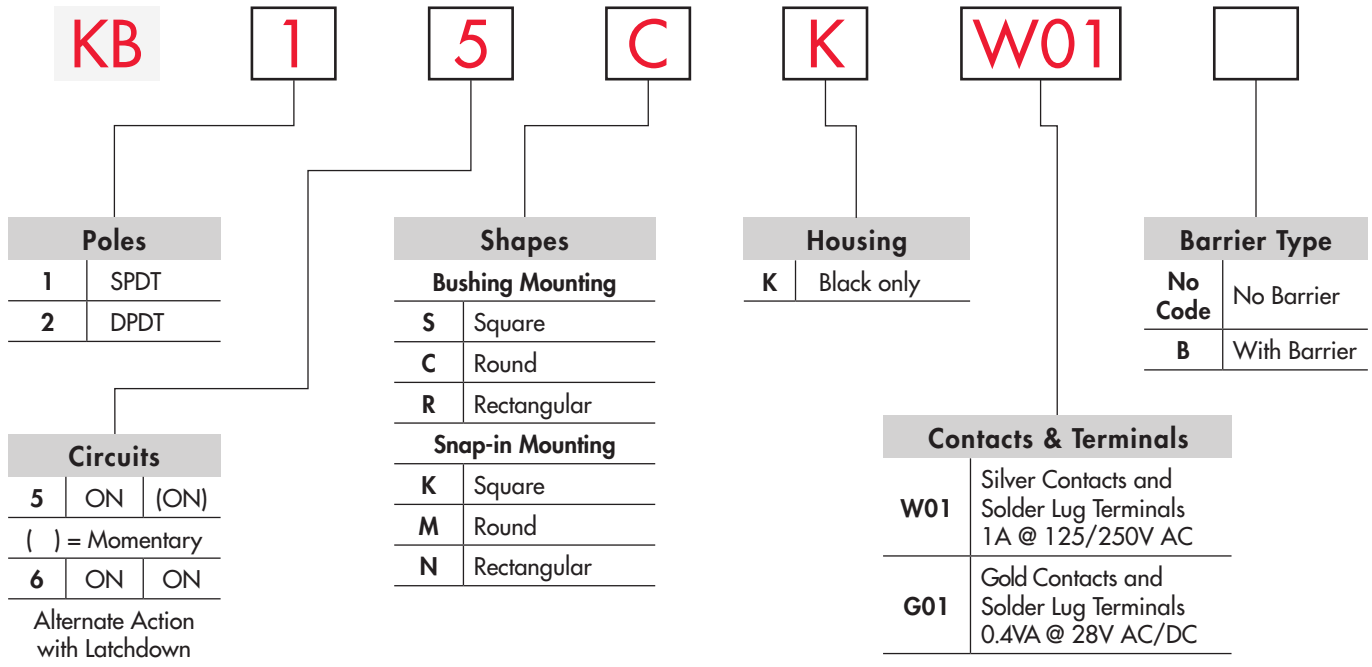 KB 1 5 C K W01
Poles
1 SPDT
2 DPDT
Circuits
5 ON (ON)
( ) = Momentary
6 ON ON
Alternate Action
with Latchdown
Shapes
Bushing Mounting
S Square
C Round
R Rectangular
Snap-in Mounting
K Square
M Round
N Rectangular
Housing
K Black only
Contacts & Terminals
W01 Silver Contacts and
Solder Lug Terminals
1A @ 125/250V AC
G01 Gold Contacts and
Solder Lug Terminals
0.4VA @ 28V AC/DC
Barrier Type
No
Code No Barrier
B With Barrier